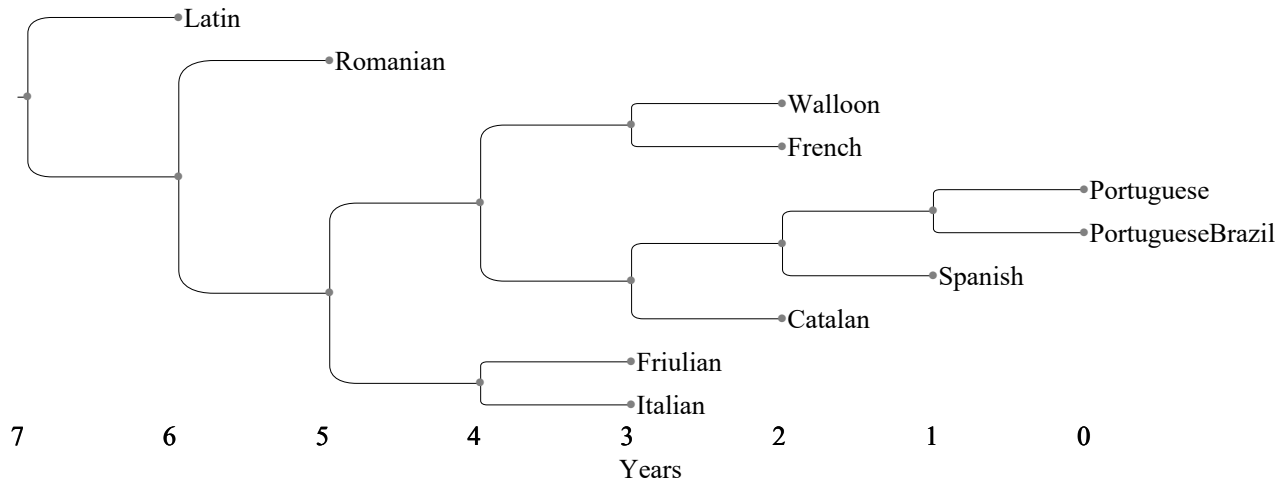 Latin
Romanian
Walloon
French
Portuguese
PortugueseBrazil
Spanish
Catalan
Friulian
Italian
7 6 5 4 3 2 1 0
Years